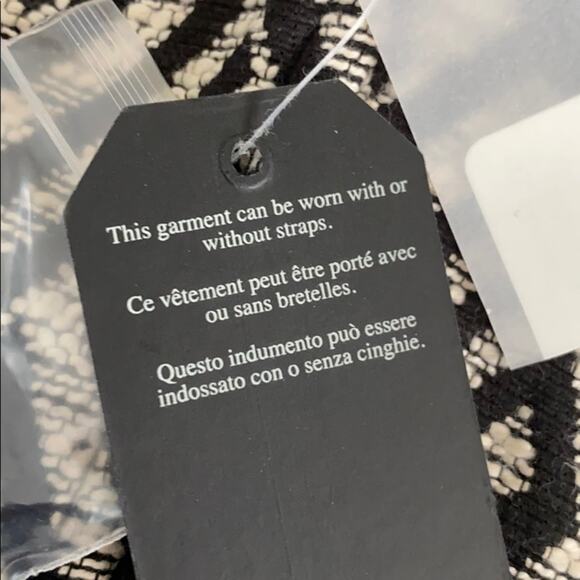 This garment can be worn with or
without straps.
Ce vêtement peut être porté avec
ou sans bretelles.
Questo indumento può essere
indossato con o senza cinghie.